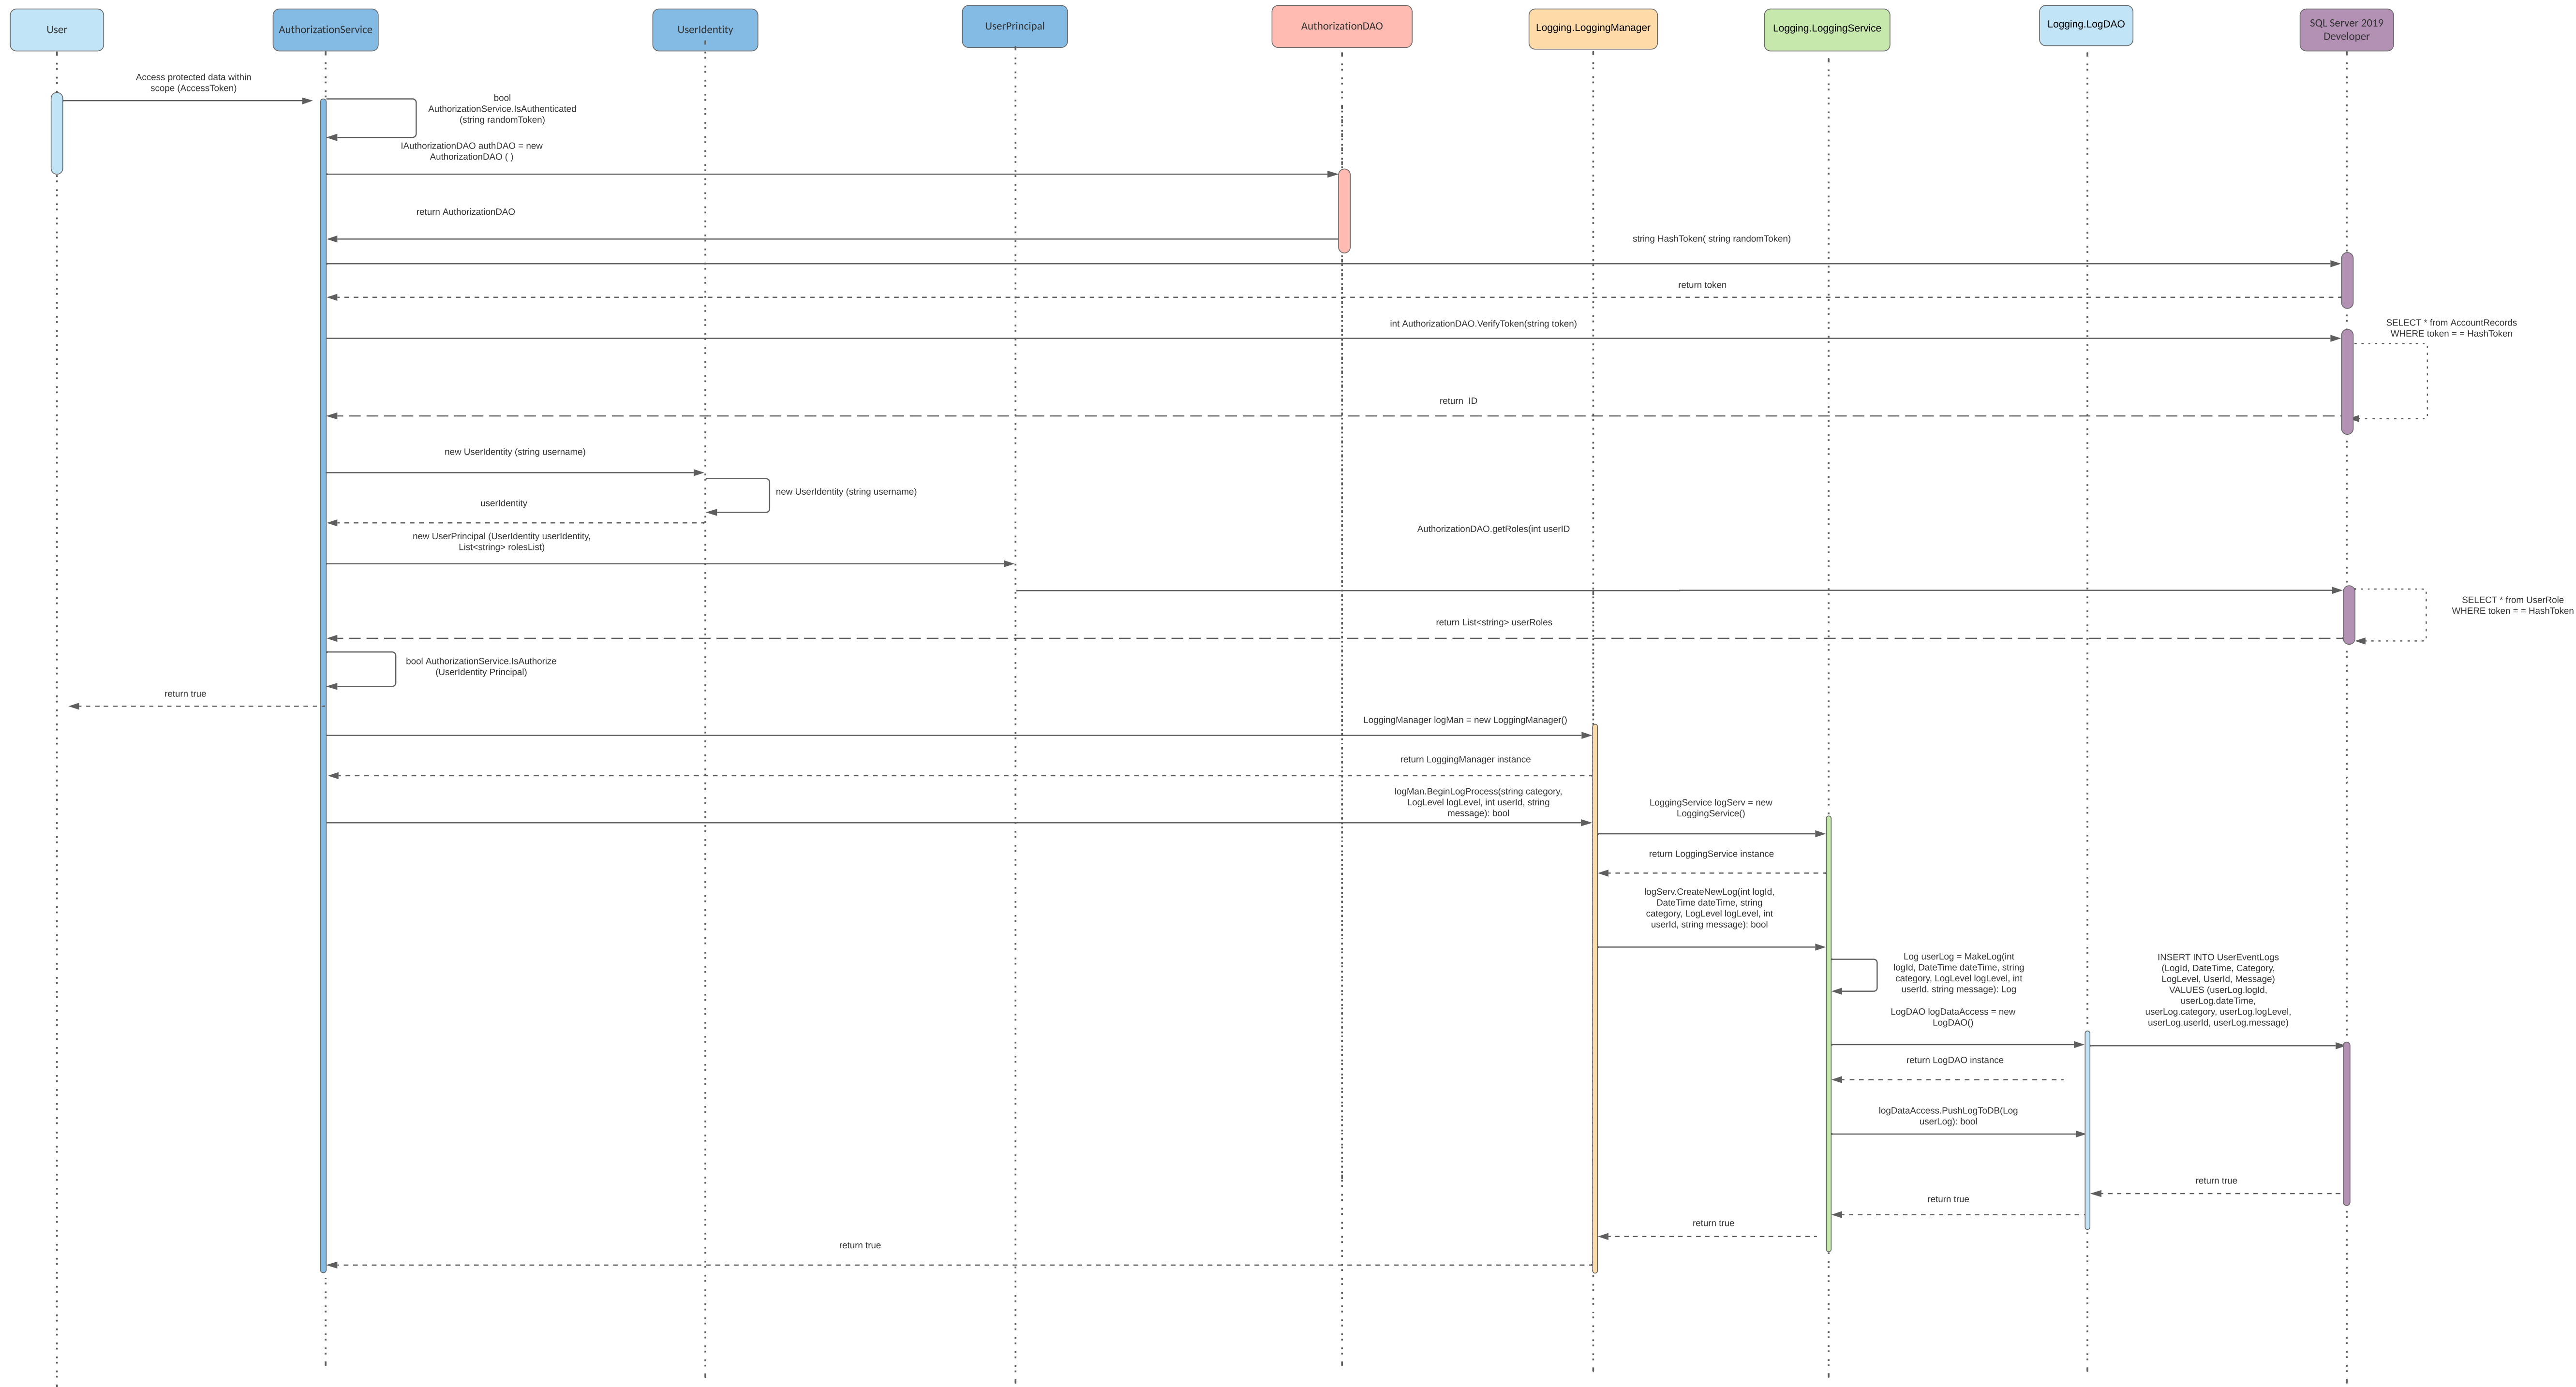 User
AuthorizationService
UserIdentity
UserPrincipal
AuthorizationDAO
Logging.LoggingManager
Logging.LoggingService
Logging.LogDAO
SQL Server 2019
Developer
Access protected data within
scope (AccessToken)
bool
AuthorizationService.IsAuthenticated
(string randomToken)
IAuthorizationDAO authDAO = new
AuthorizationDAO ( )
return AuthorizationDAO
string HashToken( string randomToken)
return token
int AuthorizationDAO.VerifyToken(string token)
SELECT * from AccountRecords
WHERE token = = HashToken
return  ID
new UserIdentity (string username)
new UserIdentity (string username)
userIdentity
AuthorizationDAO.getRoles(int userID
new UserPrincipal (UserIdentity userIdentity,
List<string> rolesList)
SELECT * from UserRole
WHERE token = = HashToken
return List<string> userRoles
bool AuthorizationService.IsAuthorize
(UserIdentity Principal)
return true
LoggingManager logMan = new LoggingManager()
return LoggingManager instance
logMan.BeginLogProcess(string category,
LogLevel logLevel, int userId, string
message): bool
LoggingService logServ = new
LoggingService()
return LoggingService instance
logServ.CreateNewLog(int logId,
DateTime dateTime, string
category, LogLevel logLevel, int
userId, string message): bool
Log userLog = MakeLog(int
logId, DateTime dateTime, string
category, LogLevel logLevel, int
userId, string message): Log
INSERT INTO UserEventLogs
(LogId, DateTime, Category,
LogLevel, UserId, Message)
VALUES (userLog.logId,
userLog.dateTime,
userLog.category, userLog.logLevel,
userLog.userId, userLog.message)
LogDAO logDataAccess = new
LogDAO()
return LogDAO instance
logDataAccess.PushLogToDB(Log
userLog): bool
return true
return true
return true
return true